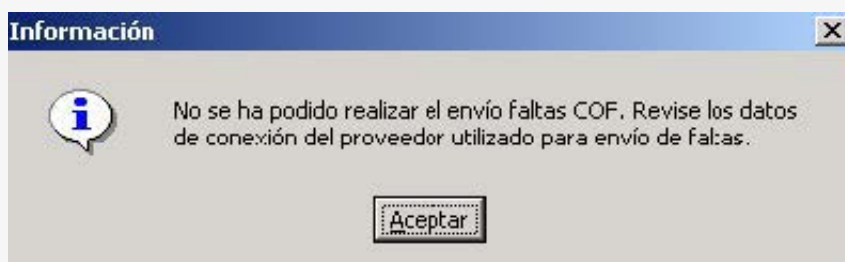 Información
No se ha podido realizar el envío faltas COF. Revise los datos
de conexión del proveedor utilizado para envío de faltas.
Aceptar